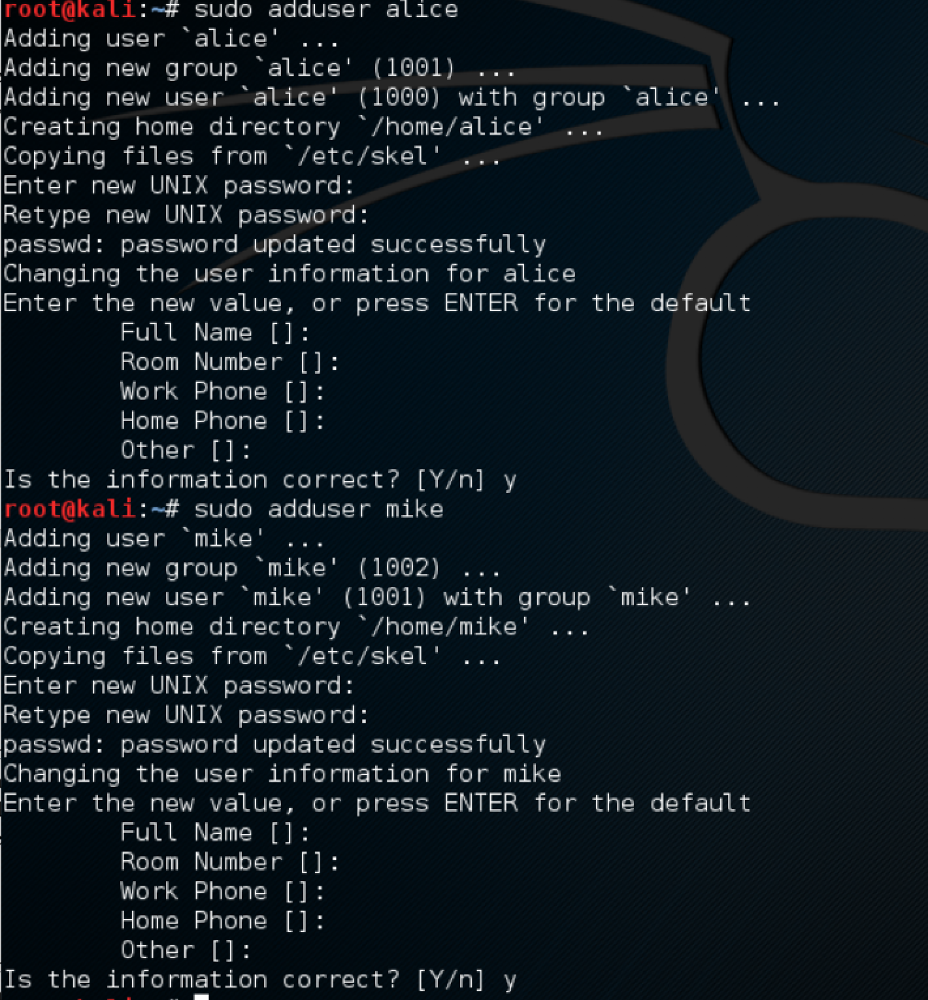 root@kali:~# sudo adduser alice
Adding user `alice' ...
Adding new group `alice' (1001) ...
Adding new user `alice' (1000) with group `alice' ...
Creating home directory `/home/alice' ...
Copying files from `/etc/skel' ...
Enter new UNIX password:
Retype new UNIX password:
passwd: password updated successfully
Changing the user information for alice
Enter the new value, or press ENTER for the default
Full Name []:
Room Number []:
Work Phone []:
Home Phone []:
Other []:
Is the information correct? [Y/n] y
root@kali:~# sudo adduser mike
Adding user `mike' ...
Adding new group `mike' (1002) ...
Adding new user `mike' (1001) with group `mike' ...
Creating home directory `/home/mike' ...
Copying files from `/etc/skel' ...
Enter new UNIX password:
Retype new UNIX password:
passwd: password updated successfully
Changing the user information for mike
Enter the new value, or press ENTER for the default
Full Name []:
Room Number []:
Work Phone []:
Home Phone []:
Other []:
Is the information correct? [Y/n] y